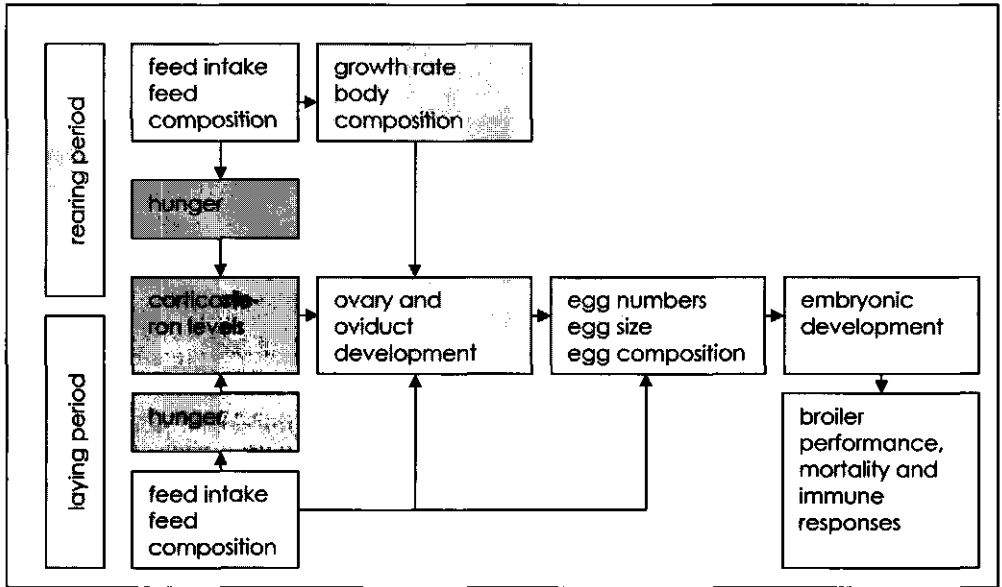 rearing period
feed intake
feed
composition
growth rate
body
composition
hunger
corticoste-
ron levels
ovary and
oviduct
development
egg numbers
egg size
egg composition
embryonic
development
laying period
hunger
feed intake
feed
composition
broiler
performance,
mortality and
immune
responses